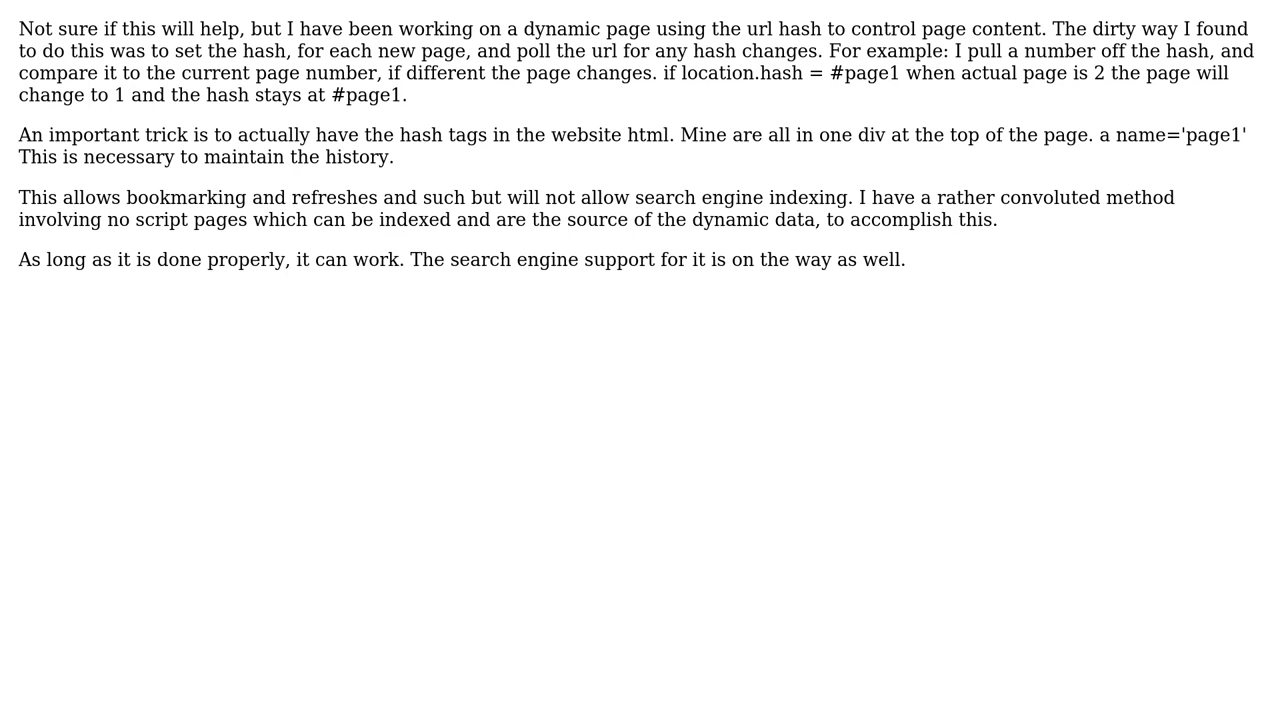 Not sure if this will help, but I have been working on a dynamic page using the url hash to control page content. The dirty way I found
to do this was to set the hash, for each new page, and poll the url for any hash changes. For example: I pull a number off the hash, and
compare it to the current page number, if different the page changes. if location.hash = #page1 when actual page is 2 the page will
change to 1 and the hash stays at #page1.
An important trick is to actually have the hash tags in the website html. Mine are all in one div at the top of the page. a name='page1'
This is necessary to maintain the history.
This allows bookmarking and refreshes and such but will not allow search engine indexing. I have a rather convoluted method
involving no script pages which can be indexed and are the source of the dynamic data, to accomplish this.
As long as it is done properly, it can work. The search engine support for it is on the way as well.